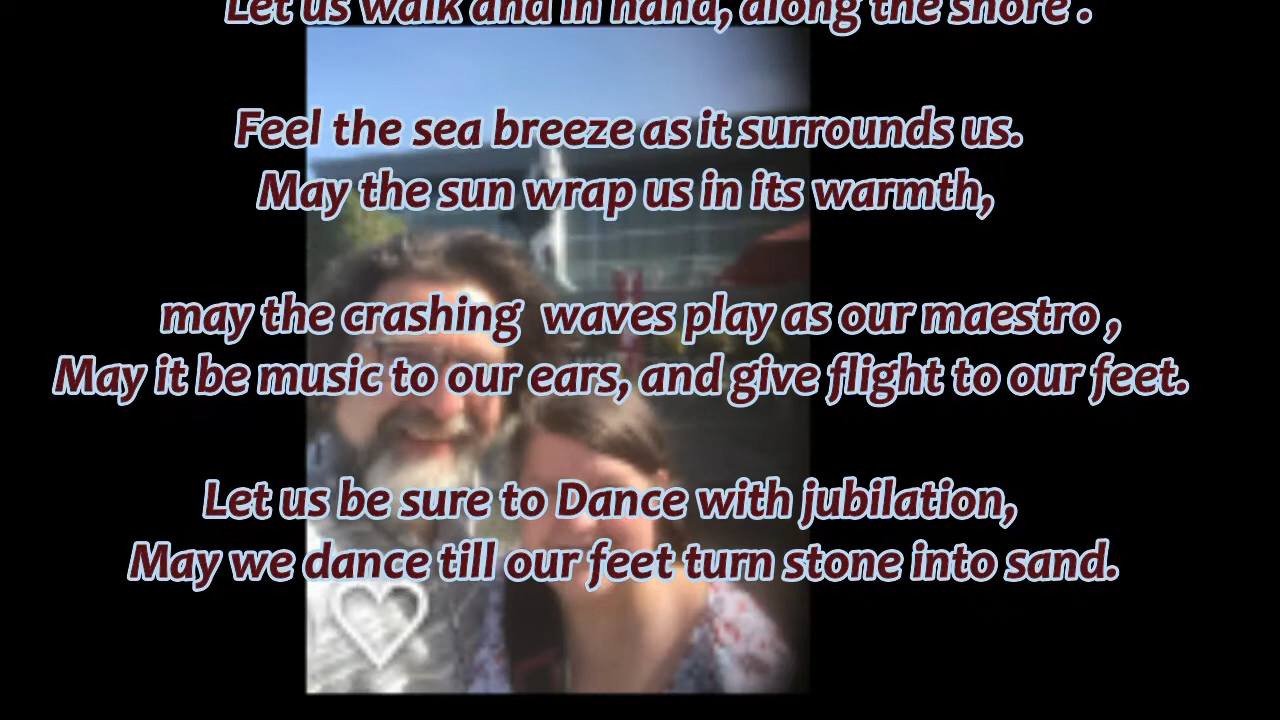 Let us walk and in hand, along the shore .
Feel the sea breeze as it surrounds us.
May the sun wrap us in its warmth,
may the crashing  waves play as our maestro ,
May it be music to our ears, and give flight to our feet.
Let us be sure to Dance with jubilation,
May we dance till our feet turn stone into sand.